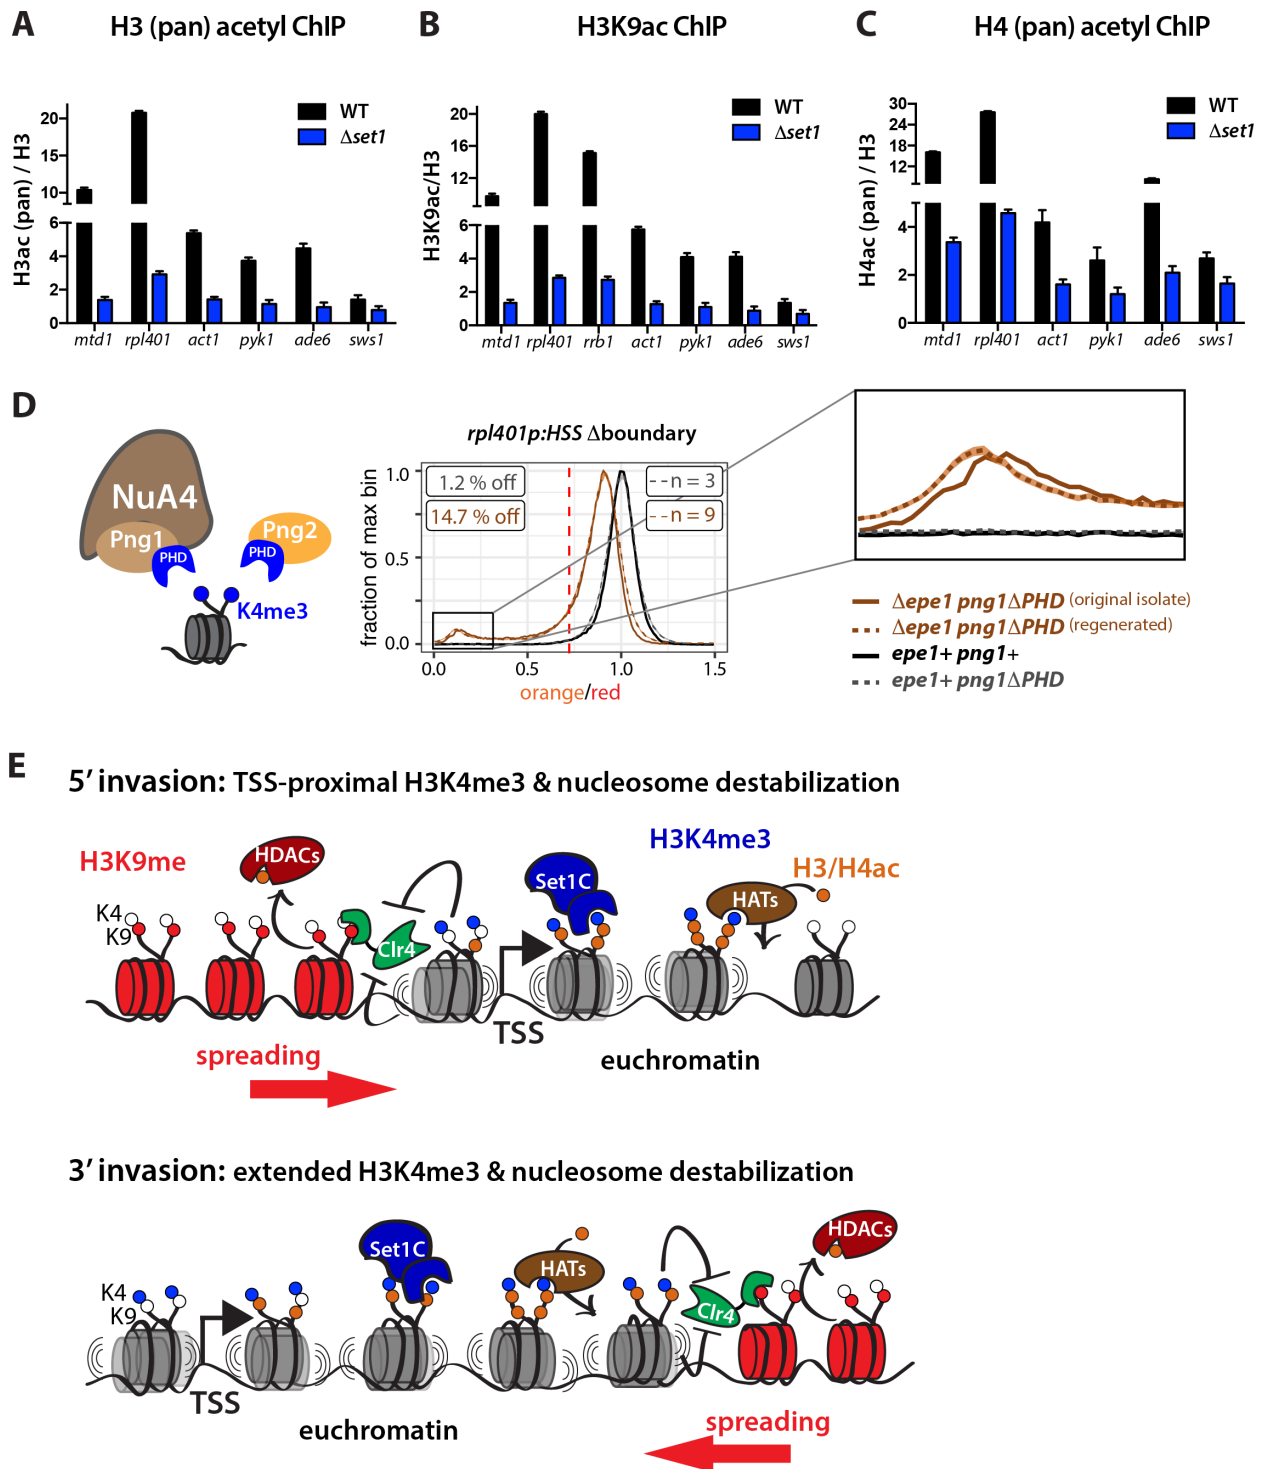 A
H3 (pan) acetyl ChIP
H3ac (pan) / H3
20
15
10
6
4
2
0
WT
Δset1
mtd1 rpl401 act1 pyk1 ade6 sws1
B
H3K9ac ChIP
H3K9ac/H3
20
16
12
6
4
2
0
WT
Δset1
mtd1 rpl401 rrb1 act1 pyk1 ade6 sws1
C
H4 (pan) acetyl ChIP
H4ac (pan) / H3
30
24
18
12
4
2
0
WT
Δset1
mtd1 rpl401 act1 pyk1 ade6 sws1
D
NuA4
Png1
PHD
Png2
PHD
K4me3
rpl401p:HSS Δboundary
fraction of max bin
1.0
0.5
0.0
1.2 % off
14.7 % off
--n = 3
--n = 9
0.0 0.5 1.0 1.5
orange/red
Δepe1 png1ΔPHD (original isolate)
Δepe1 png1ΔPHD (regenerated)
epe1+ png1+
epe1+ png1ΔPHD
E
5’ invasion: TSS-proximal H3K4me3 & nucleosome destabilization
H3K9me
HDACs
H3K4me3
Set1C
H3/H4ac
HATs
K4
K9
Clr4
TSS
spreading
euchromatin
3’ invasion: extended H3K4me3 & nucleosome destabilization
HDACs
Set1C
HATs
K4
K9
Clr4
TSS
euchromatin
spreading